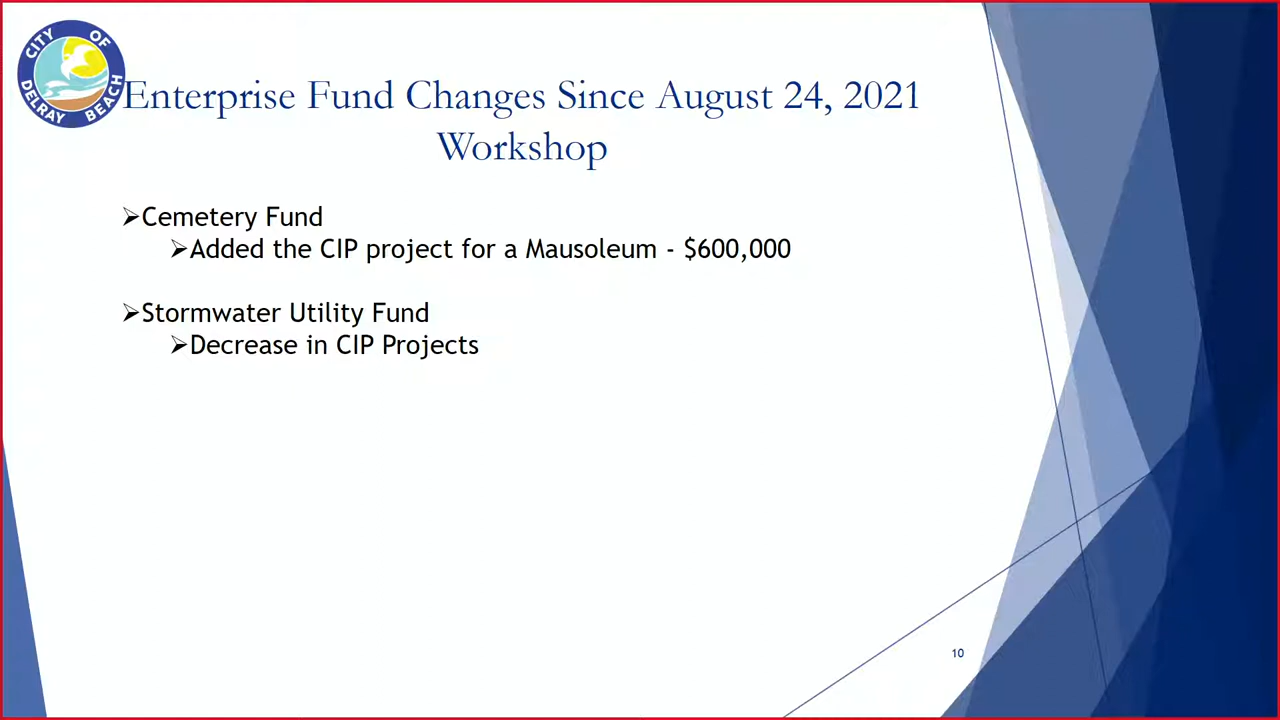 CITY OF
DELRAY BEACH
Enterprise Fund Changes Since August 24, 2021
Workshop
➢Cemetery Fund
➢Added the CIP project for a Mausoleum - $600,000
➢Stormwater Utility Fund
➢Decrease in CIP Projects
10